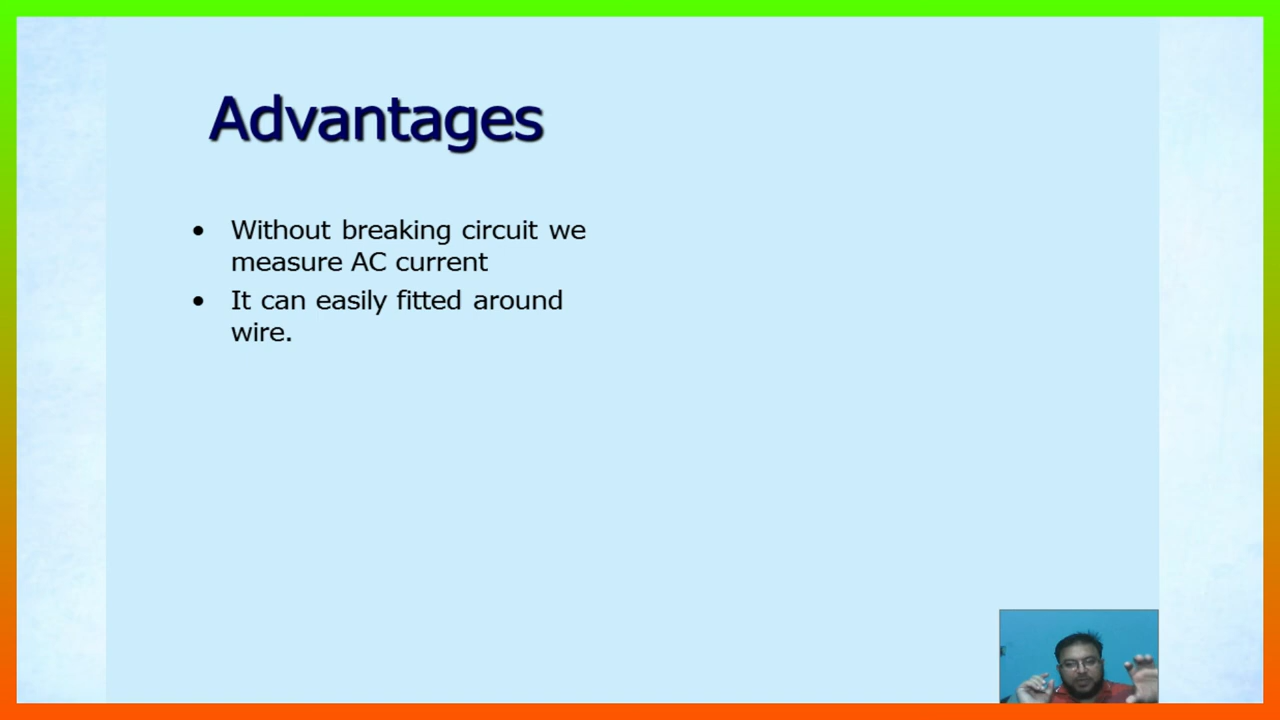 Advantages
• Without breaking circuit we
measure AC current
• It can easily fitted around
wire.